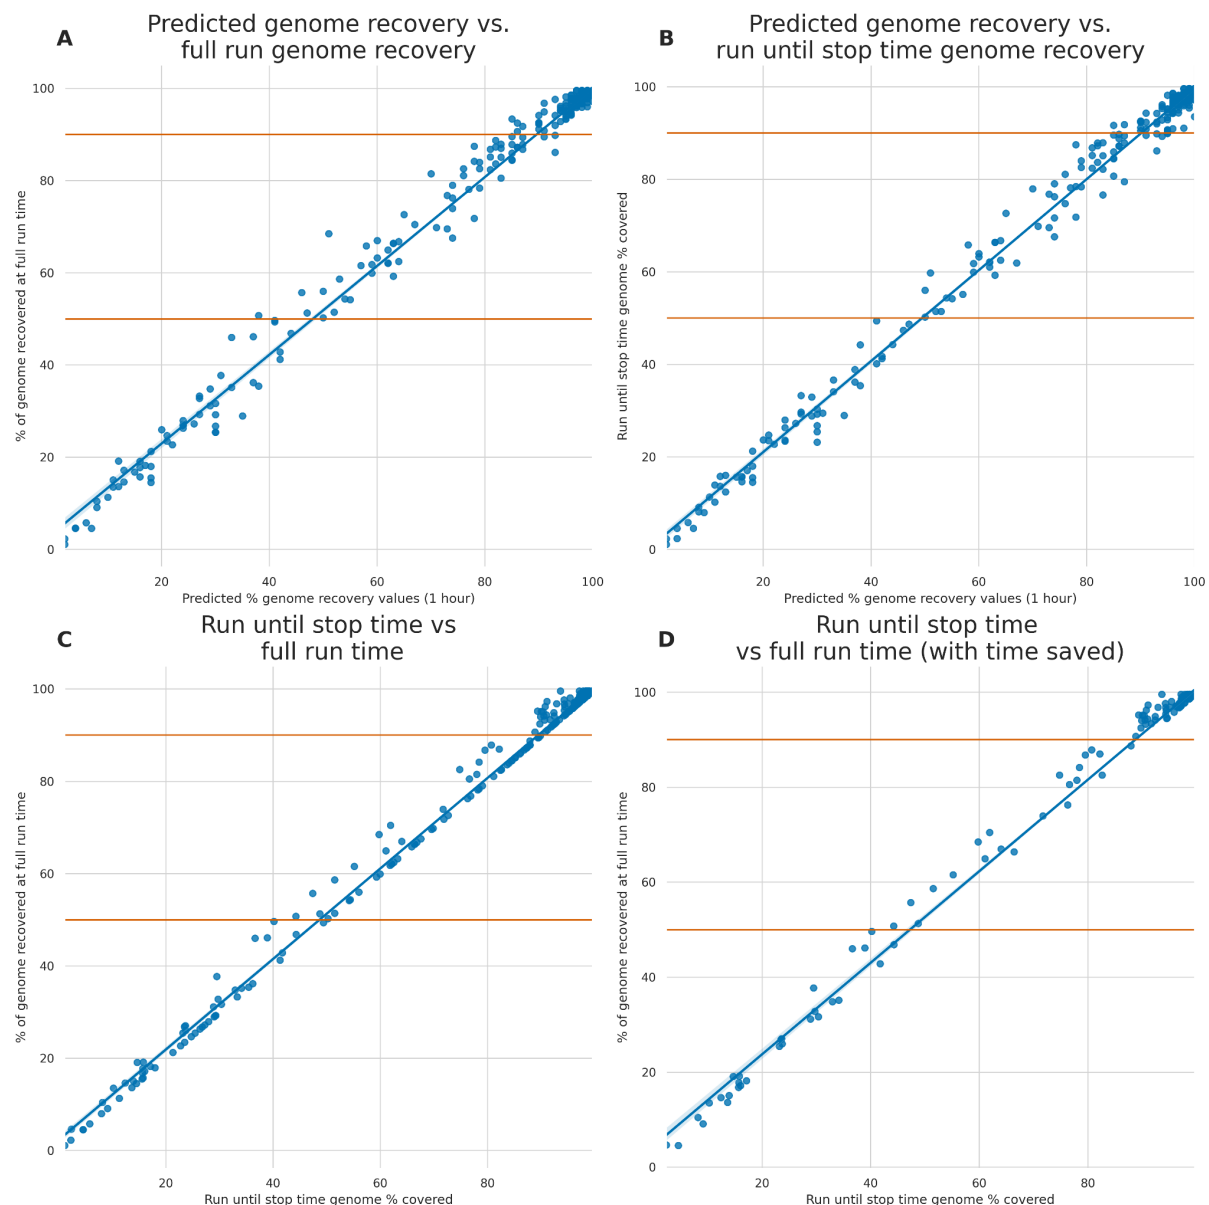 A
Predicted genome recovery vs.
full run genome recovery
% of genome recovered at full run time
100
80
60
40
20
0
20 40 60 80 100
Predicted % genome recovery values (1 hour)
B
Predicted genome recovery vs.
run until stop time genome recovery
Run until stop time genome % covered
100
80
60
40
20
0
20 40 60 80 100
Predicted % genome recovery values (1 hour)
C
Run until stop time vs
full run time
% of genome recovered at full run time
100
80
60
40
20
0
20 40 60 80
Run until stop time genome % covered
D
Run until stop time
vs full run time (with time saved)
% of genome recovered at full run time
100
80
60
40
20
0
20 40 60 80
Run until stop time genome % covered